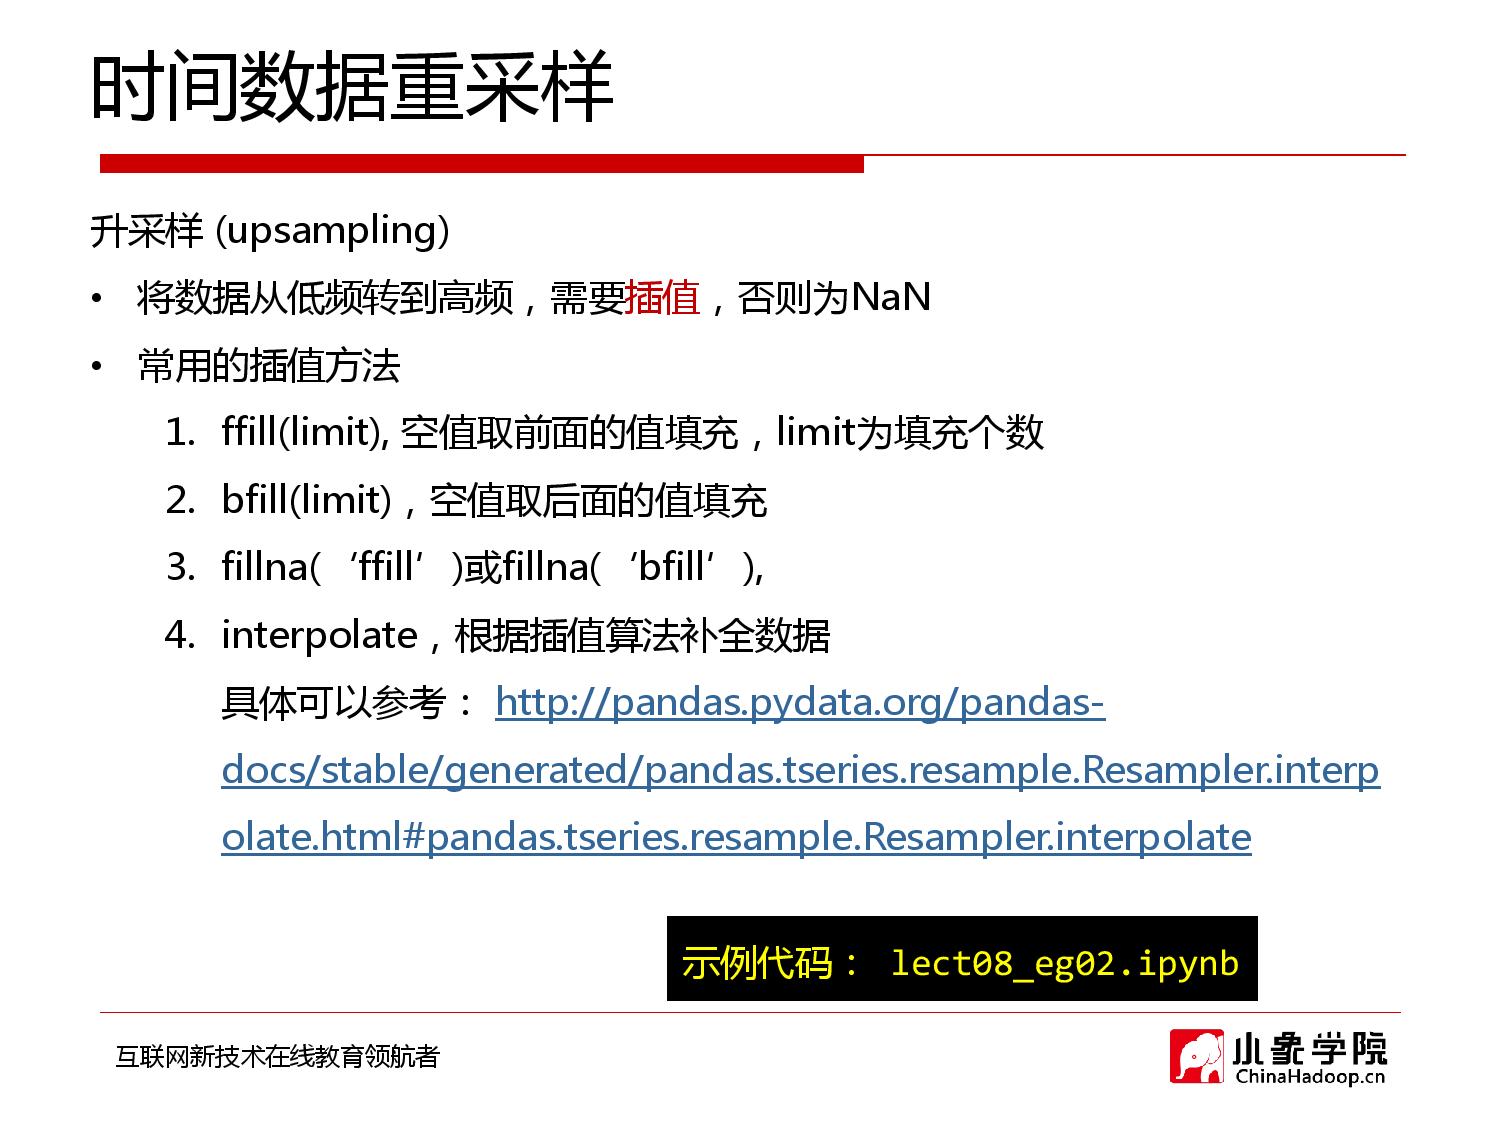 时间数据重采样
升采样 (upsampling)
• 将数据从低频转到高频，需要插值，否则为NaN
• 常用的插值方法
1. ffill(limit), 空值取前面的值填充，limit为填充个数
2. bfill(limit)，空值取后面的值填充
3. fillna(‘ffill’)或fillna(‘bfill’),
4. interpolate，根据插值算法补全数据
具体可以参考： http://pandas.pydata.org/pandas-
docs/stable/generated/pandas.tseries.resample.Resampler.interp
olate.html#pandas.tseries.resample.Resampler.interpolate
示例代码： lect08_eg02.ipynb
互联网新技术在线教育领航者
小象学院
ChinaHadoop.cn